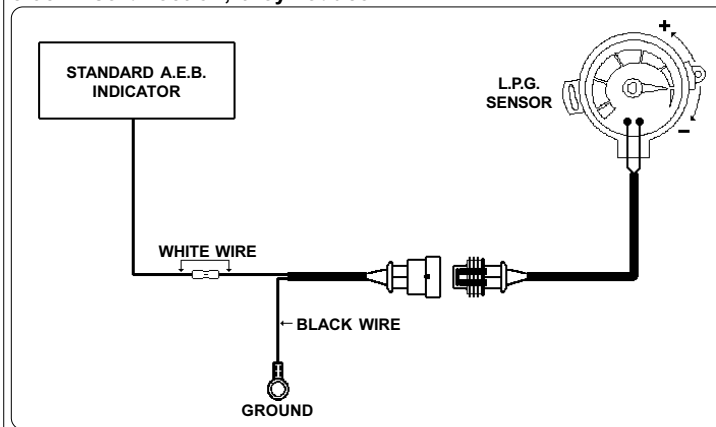 STANDARD A.E.B.
INDICATOR
L.P.G.
SENSOR
+
–
WHITE WIRE
← BLACK WIRE
GROUND